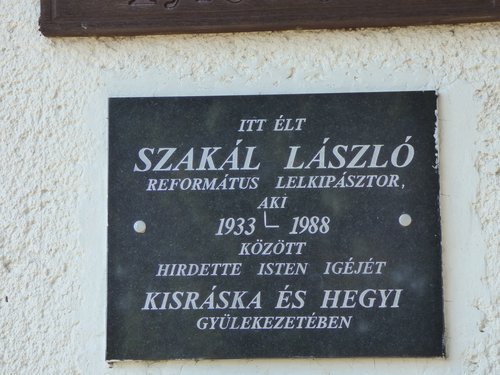 ITT ÉLT
SZAKÁL LÁSZLÓ
REFORMÁTUS LELKIPÁSZTOR,
AKI
1933 – 1988
KÖZÖTT
HIRDETTE ISTEN IGÉJÉT
KISRÁSKA ÉS HEGYI
GYÜLEKEZETÉBEN